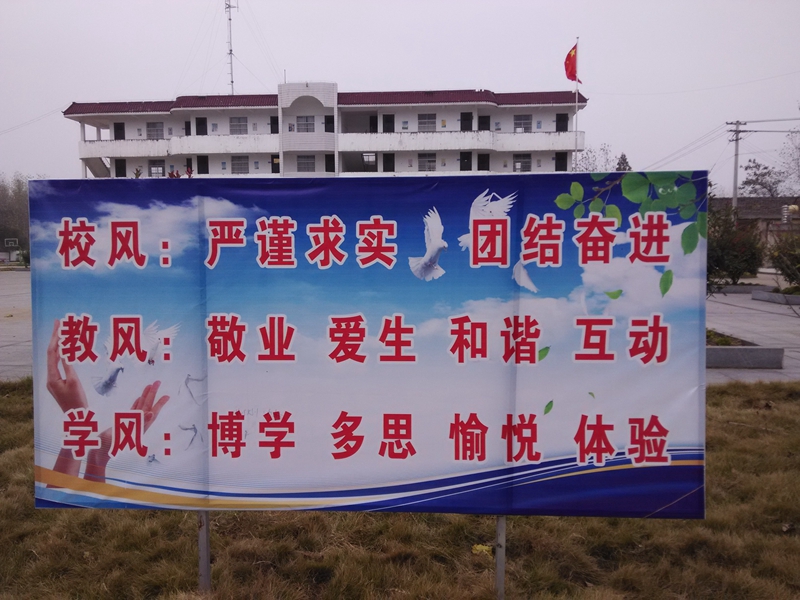 校风：严谨求实 团结奋进
教风：敬业 爱生 和谐 互动
学风：博学 多思 愉悦 体验